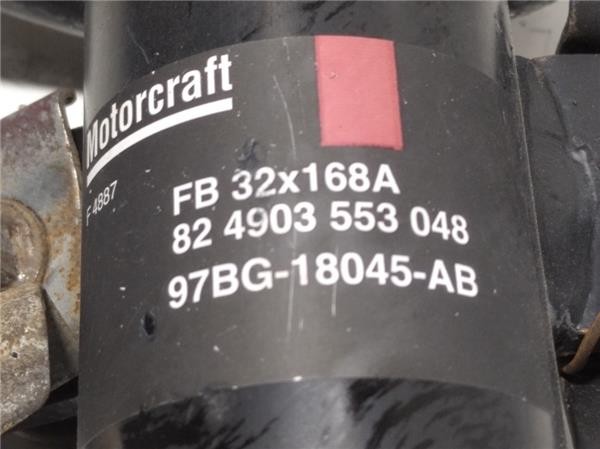 Motorcraft
F 4887
FB 32x168A
82 4903 553 048
97BG-18045-AB